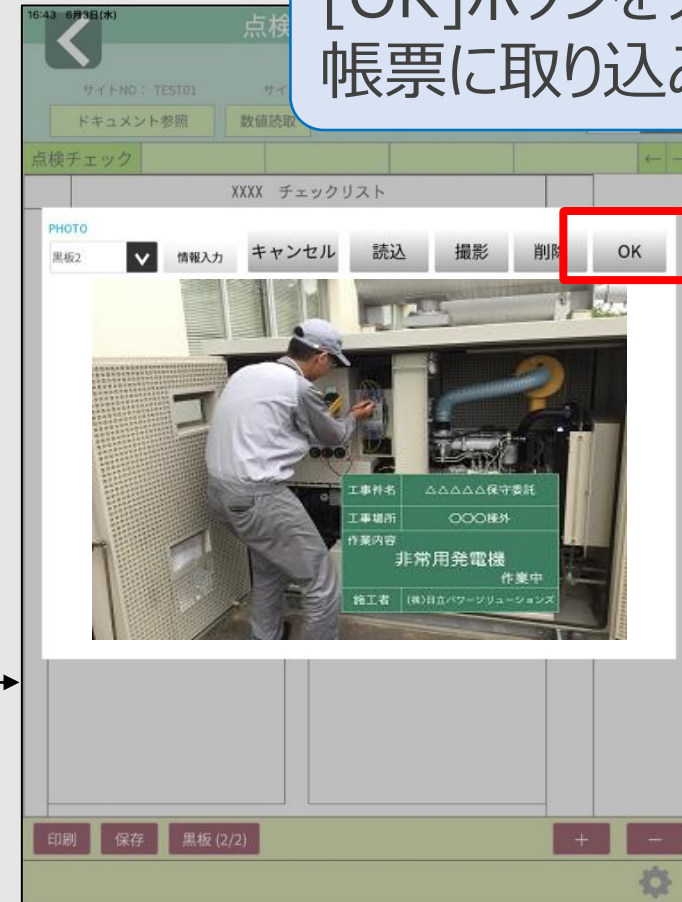 [OK]ボタンをタ
帳票に取り込み
16:43 6月3日(水)
点検
サイトNO： TEST01 サイ
ドキュメント参照 数値読取
点検チェック ←
XXXX チェックリスト
PHOTO
黒板2 情報入力 キャンセル 読込 撮影 削除 OK
工事件名 △△△△△保守委託
工事場所 〇〇〇棟外
作業内容
非常用発電機
作業中
施工者 (株)日立パワーソリューションズ
印刷 保存 黒板 (2/2) + −